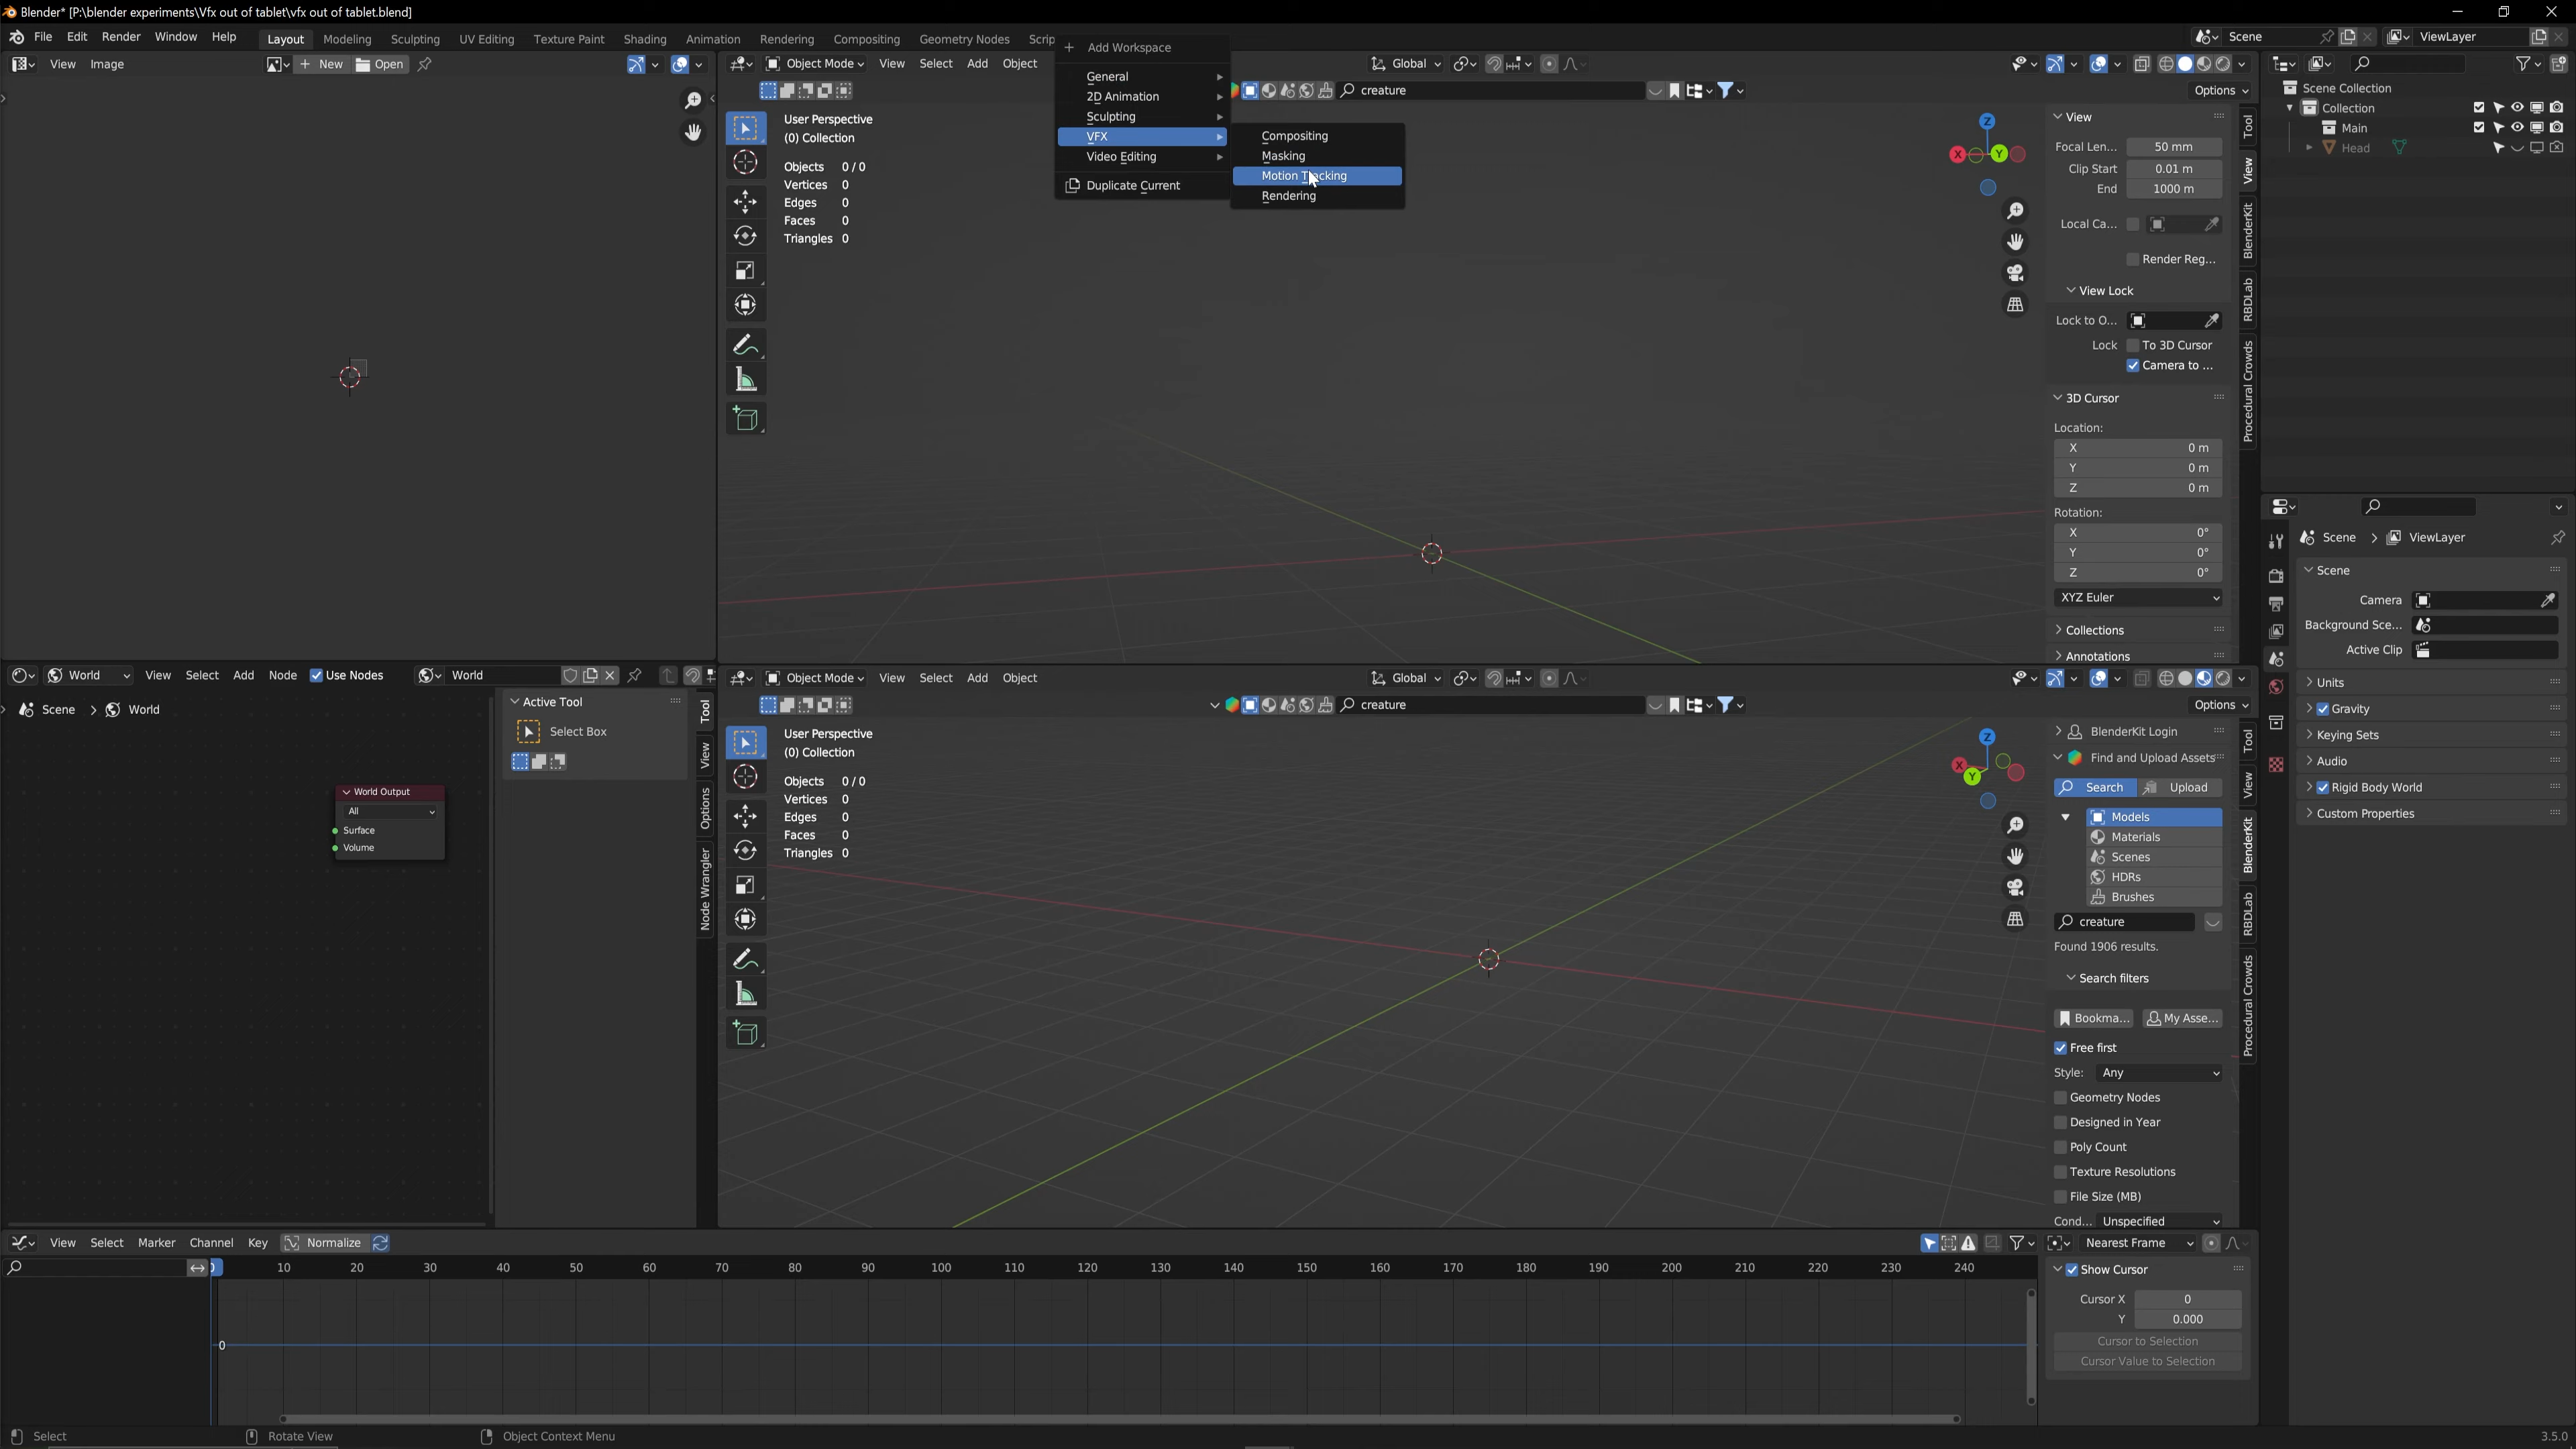 Blender* [P:\blender experiments\Vfx out of tablet\vfx out of tablet.blend]
File Edit Render Window Help Layout Modeling Sculpting UV Editing Texture Paint Shading Animation Rendering Compositing Geometry Nodes Scrip
Scene ViewLayer
View Image New Open
Object Mode View Select Add Object Global
creature Options
Add Workspace
General
2D Animation
Sculpting
VFX
Video Editing
Duplicate Current
Compositing
Masking
Motion Tracking
Rendering
User Perspective
(0) Collection
Objects 0/0
Vertices 0
Edges 0
Faces 0
Triangles 0
Z
X Y
View
Focal Len... 50 mm
Clip Start 0.01 m
End 1000 m
Local Ca...
Render Reg...
View Lock
Lock to O...
Lock To 3D Cursor
Camera to ...
3D Cursor
Location:
X 0 m
Y 0 m
Z 0 m
Rotation:
X 0°
Y 0°
Z 0°
XYZ Euler
Collections
Annotations
Tool
View
BlenderKit
RBDLab
Procedural Crowds
Scene Collection
Collection
Main
Head
Scene ViewLayer
Scene
Camera
Background Sce...
Active Clip
Units
Gravity
Keying Sets
Audio
Rigid Body World
Custom Properties
World View Select Add Node Use Nodes World
Scene World
World Output
All
Surface
Volume
Active Tool
Select Box
Tool
View
Options
Node Wrangler
Object Mode View Select Add Object Global
creature Options
User Perspective
(0) Collection
Objects 0/0
Vertices 0
Edges 0
Faces 0
Triangles 0
Z
X
Y
BlenderKit Login
Find and Upload Assets
Search Upload
Models
Materials
Scenes
HDRs
Brushes
creature
Found 1906 results.
Search filters
Bookma... My Asse...
Free first
Style: Any
Geometry Nodes
Designed in Year
Poly Count
Texture Resolutions
File Size (MB)
Cond... Unspecified
Tool
View
BlenderKit
RBDLab
Procedural Crowds
View Select Marker Channel Key Normalize Nearest Frame
0 10 20 30 40 50 60 70 80 90 100 110 120 130 140 150 160 170 180 190 200 210 220 230 240
0
Show Cursor
Cursor X 0
Y 0.000
Cursor to Selection
Cursor Value to Selection
Select Rotate View Object Context Menu 3.5.0